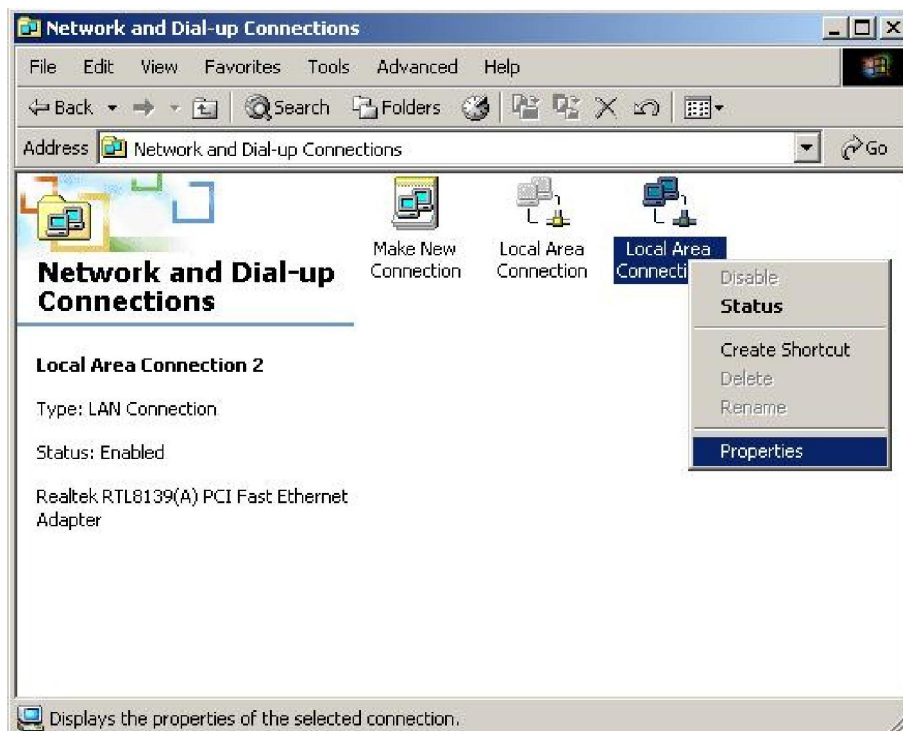 Network and Dial-up Connections
File Edit View Favorites Tools Advanced Help
Back Search Folders
Address Network and Dial-up Connections Go
Make New
Connection
Local Area
Connection
Local Area
Network and Dial-up
Connections
Local Area Connection 2
Type: LAN Connection
Status: Enabled
Realtek RTL8139(A) PCI Fast Ethernet
Adapter
Disable
Status
Create Shortcut
Delete
Rename
Properties
Displays the properties of the selected connection.